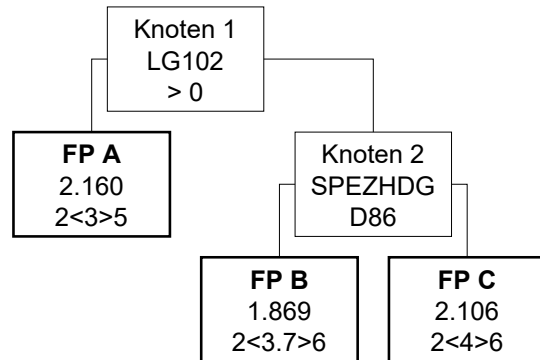 Knoten 1
LG102
> 0
FP A
2.160
2<3>5
Knoten 2
SPEZHDG
D86
FP B
1.869
2<3.7>6
FP C
2.106
2<4>6